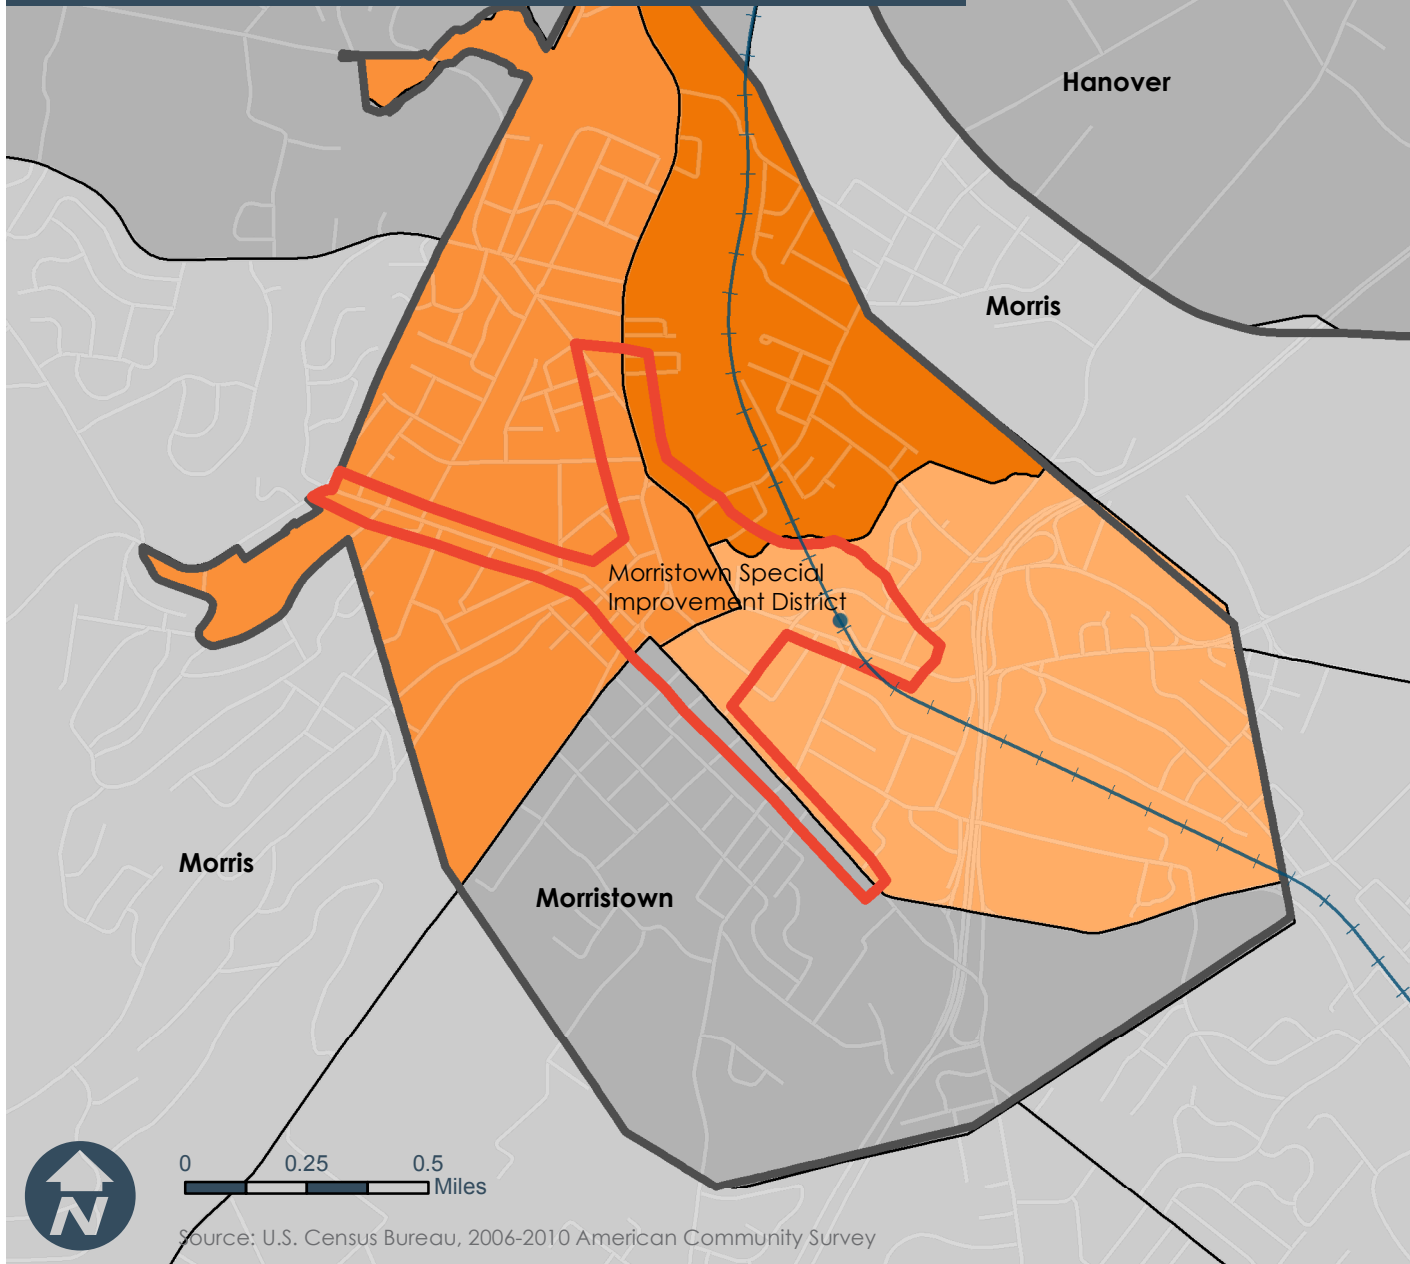 Hanover
Morris
Morristown Special
Improvement District
Morris
Morristown
0 0.25 0.5
Miles
N
Source: U.S. Census Bureau, 2006-2010 American Community Survey